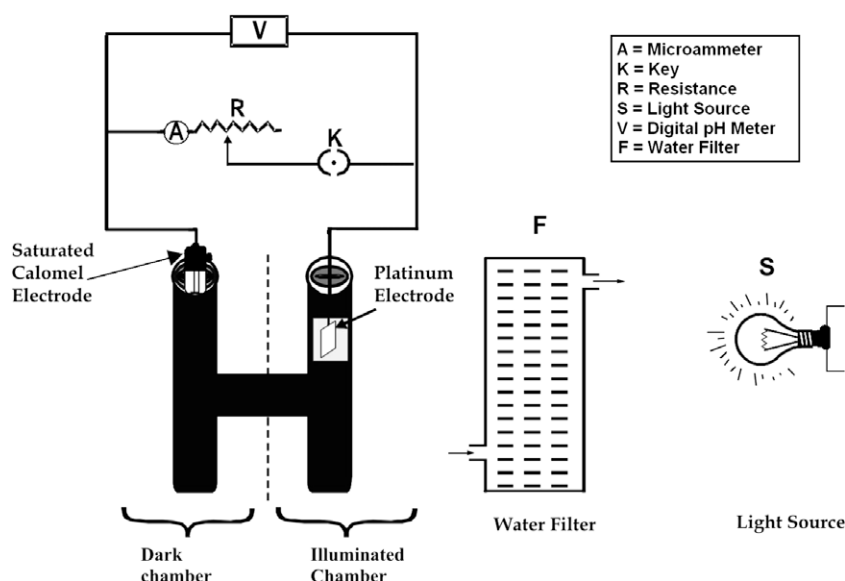 V
A = Microammeter
K = Key
R = Resistance
S = Light Source
V = Digital pH Meter
F = Water Filter
R
A
K
F
S
Saturated
Calomel
Electrode
Platinum
Electrode
Water Filter
Light Source
Dark
chamber
Illuminated
Chamber